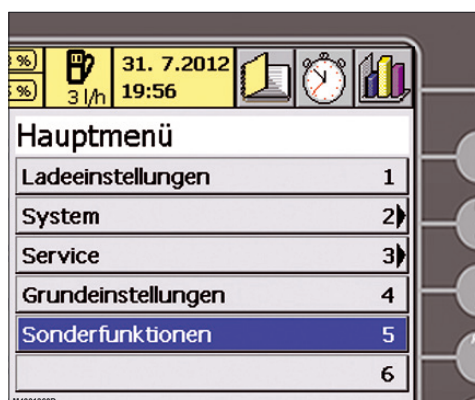 %)
%)
3 l/h
31. 7.2012
19:56
Hauptmenü
Ladeeinstellungen 1
System 2
Service 3
Grundeinstellungen 4
Sonderfunktionen 5
6